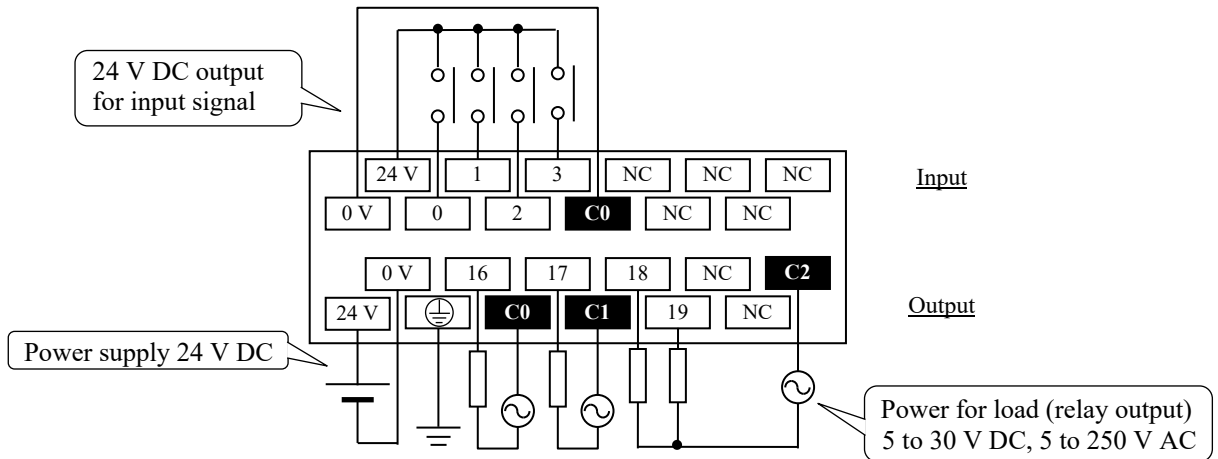 24 V DC output
for input signal
24 V 1 3 NC NC NC
Input
0 V 0 2 C0 NC NC
0 V 16 17 18 NC C2
24 V C0 C1 19 NC
Output
Power supply 24 V DC
Power for load (relay output)
5 to 30 V DC, 5 to 250 V AC